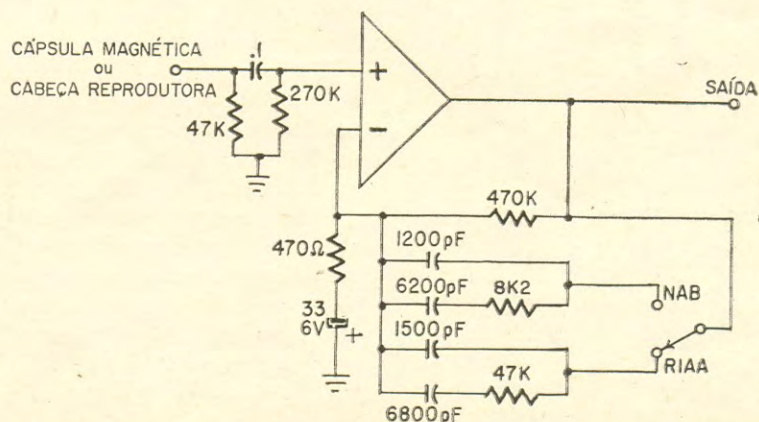 CÁPSULA MAGNÉTICA
ou
CABEÇA REPRODUTORA
.1
47K
270K
+
−
SAÍDA
470K
470Ω
1200pF
6200pF
8K2
NAB
33
6V
+
1500pF
RIAA
47K
6800pF